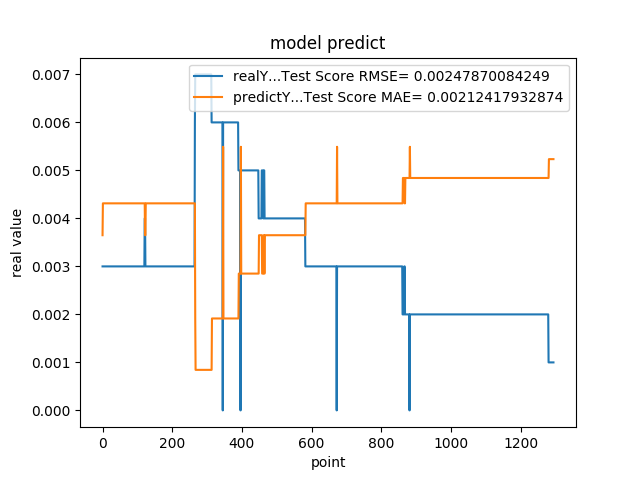 model predict
realY...Test Score RMSE= 0.00247870084249
predictY...Test Score MAE= 0.00212417932874
0.007
0.006
0.005
0.004
0.003
0.002
0.001
0.000
real value
0 200 400 600 800 1000 1200
point